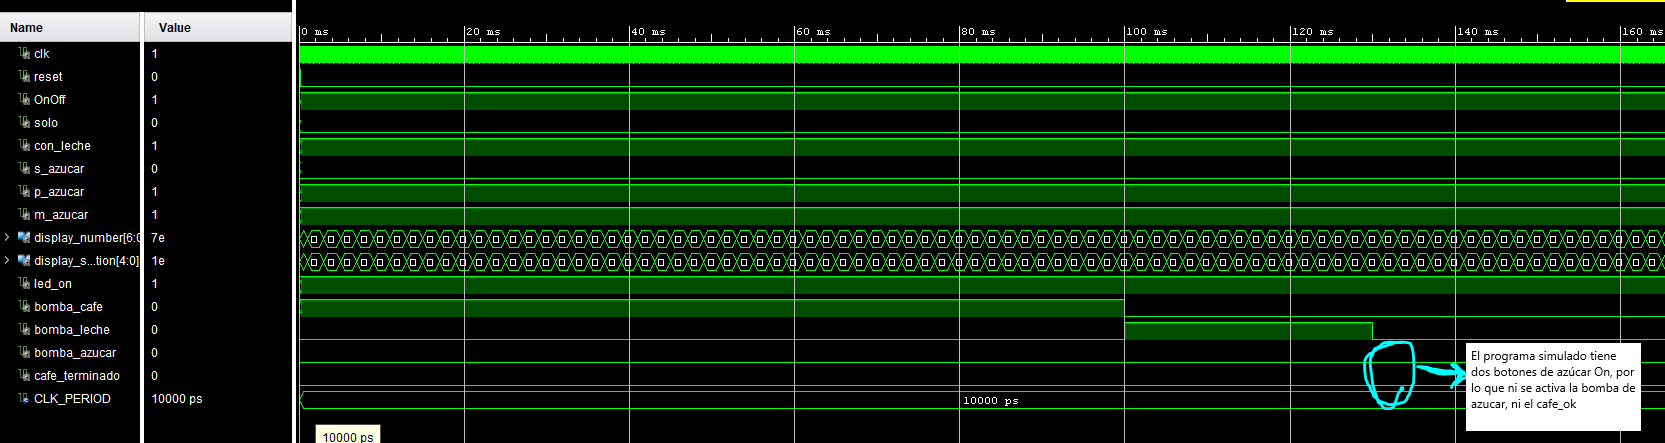 Name Value
0 ms 20 ms 40 ms 60 ms 80 ms 100 ms 120 ms 140 ms 160 ms
clk 1
reset 0
OnOff 1
solo 0
con_leche 1
s_azucar 0
p_azucar 1
m_azucar 1
display_number[6:0 7e
display_s...tion[4:0] 1e
led_on 1
bomba_cafe 0
bomba_leche 0
bomba_azucar 0
cafe_terminado 0
CLK_PERIOD 10000 ps
10000 ps
10000 ps
El programa simulado tiene
dos botones de azúcar On, por
lo que ni se activa la bomba de
azucar, ni el cafe_ok